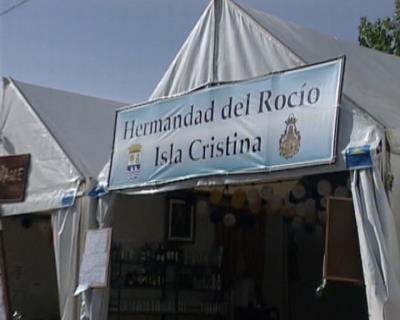 Hermandad del Rocío
Isla Cristina